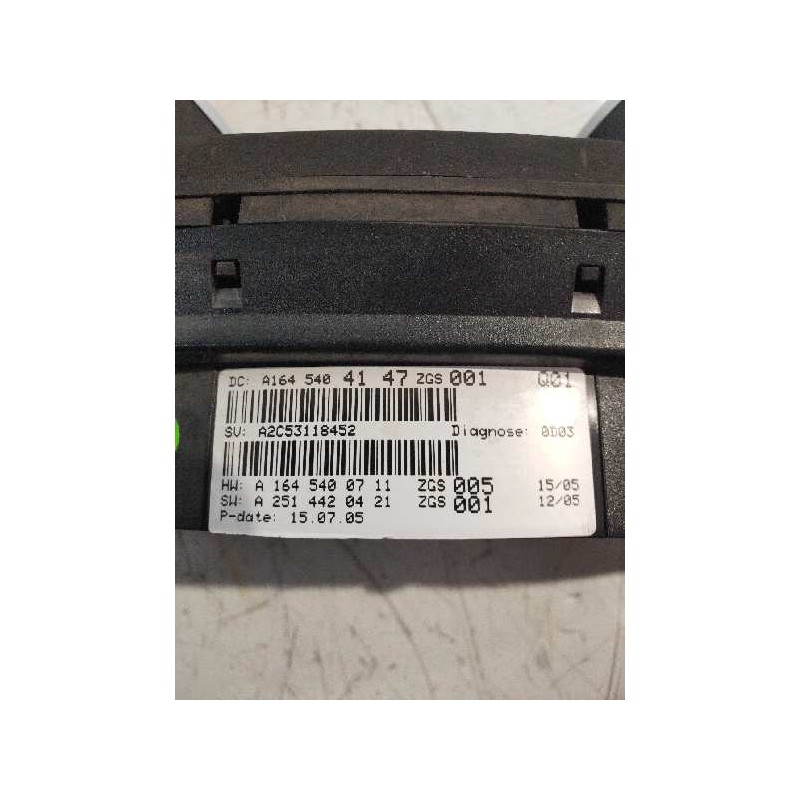 DC: A164 540 41 47 ZGS 001 Q01
SV: A2C53118452 Diagnose: 0D03
HW: A 164 540 07 11 ZGS 005 15/05
SW: A 251 442 04 21 ZGS 001 12/05
P-date: 15.07.05